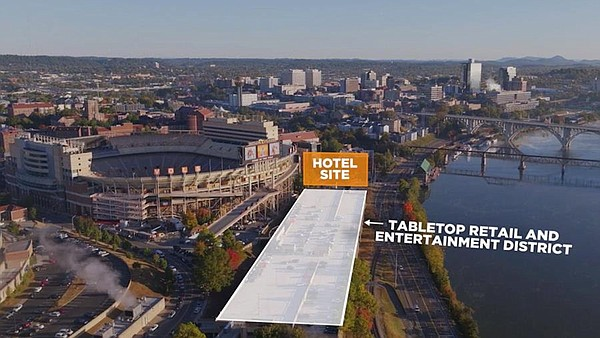 HOTEL
SITE
TABLETOP RETAIL AND
ENTERTAINMENT DISTRICT